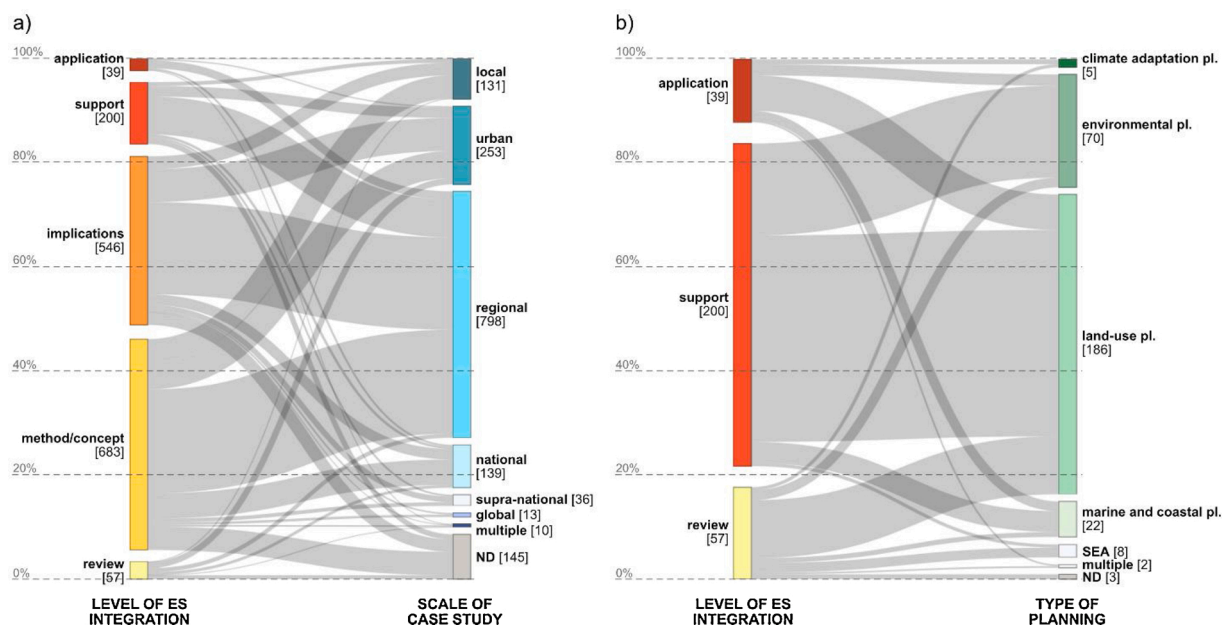 a)
100%
80%
60%
40%
20%
0%
application
[39]
support
[200]
implications
[546]
method/concept
[683]
review
[57]
local
[131]
urban
[253]
regional
[798]
national
[139]
supra-national [36]
global [13]
multiple [10]
ND [145]
LEVEL OF ES
INTEGRATION
SCALE OF
CASE STUDY
b)
100%
80%
60%
40%
20%
0%
application
[39]
support
[200]
review
[57]
climate adaptation pl.
[5]
environmental pl.
[70]
land-use pl.
[186]
marine and coastal pl.
[22]
SEA [8]
multiple [2]
ND [3]
LEVEL OF ES
INTEGRATION
TYPE OF
PLANNING